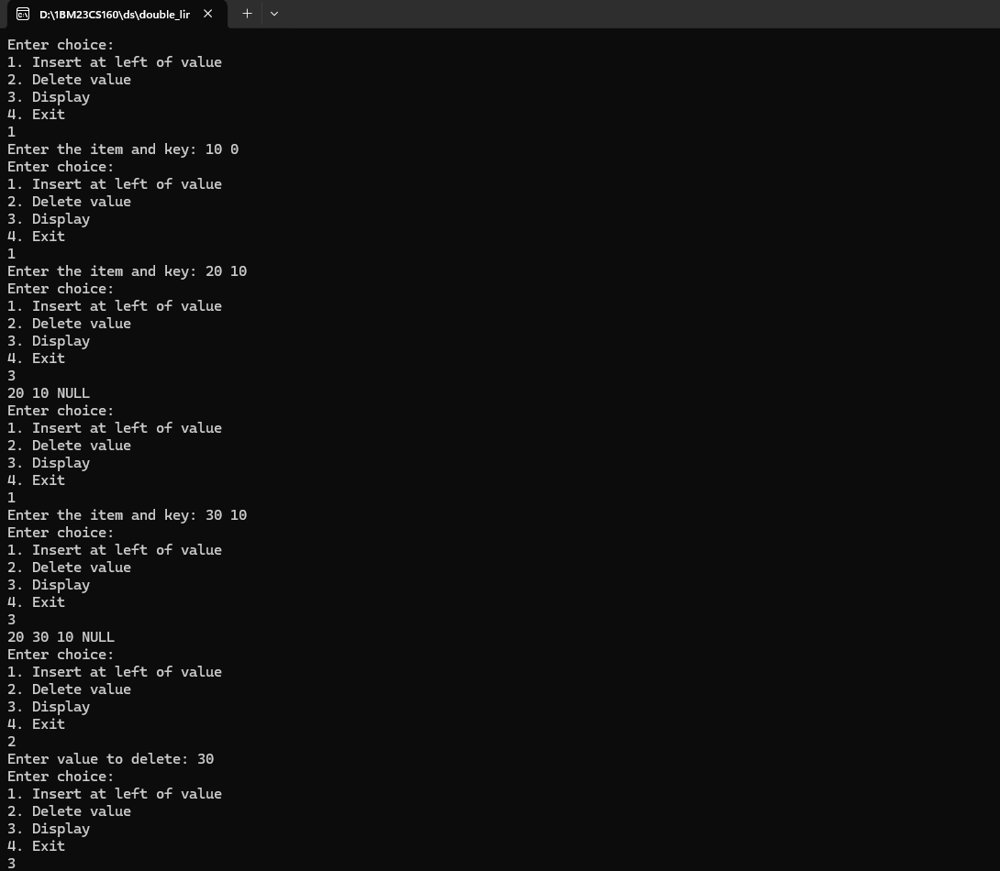 D:\1BM23CS160\ds\double_lir
Enter choice:
1. Insert at left of value
2. Delete value
3. Display
4. Exit
1
Enter the item and key: 10 0
Enter choice:
1. Insert at left of value
2. Delete value
3. Display
4. Exit
1
Enter the item and key: 20 10
Enter choice:
1. Insert at left of value
2. Delete value
3. Display
4. Exit
3
20 10 NULL
Enter choice:
1. Insert at left of value
2. Delete value
3. Display
4. Exit
1
Enter the item and key: 30 10
Enter choice:
1. Insert at left of value
2. Delete value
3. Display
4. Exit
3
20 30 10 NULL
Enter choice:
1. Insert at left of value
2. Delete value
3. Display
4. Exit
2
Enter value to delete: 30
Enter choice:
1. Insert at left of value
2. Delete value
3. Display
4. Exit
3